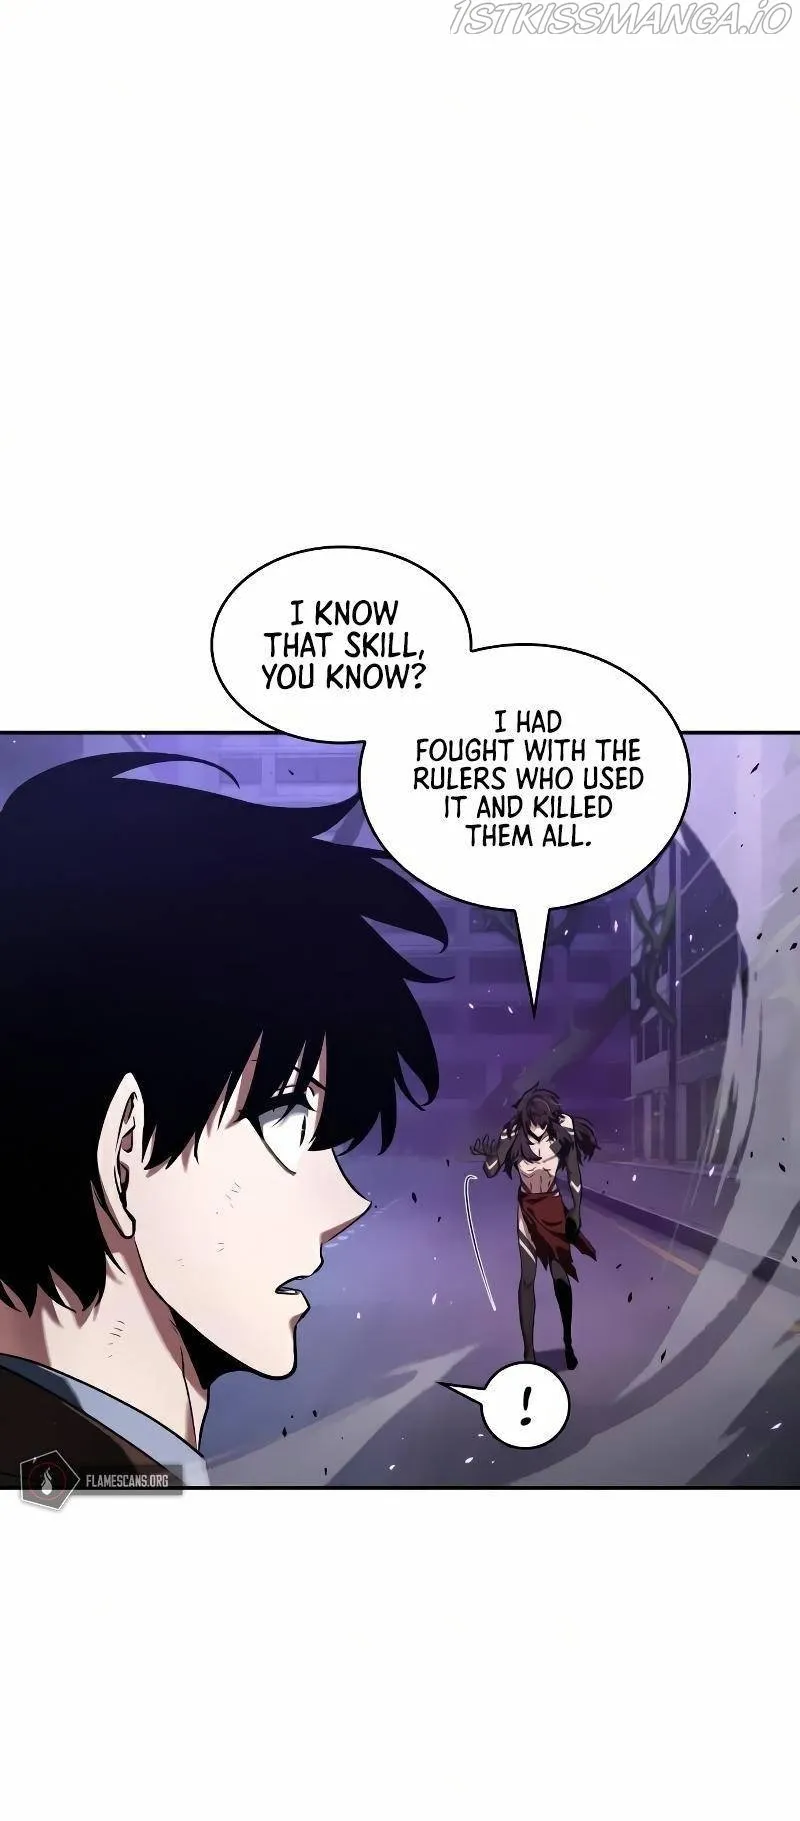 1STKISSMANGA.IO
I KNOW
THAT SKILL,
YOU KNOW?
I HAD
FOUGHT WITH THE
RULERS WHO USED
IT AND KILLED
THEM ALL.
!
FLAMESCANS.ORG